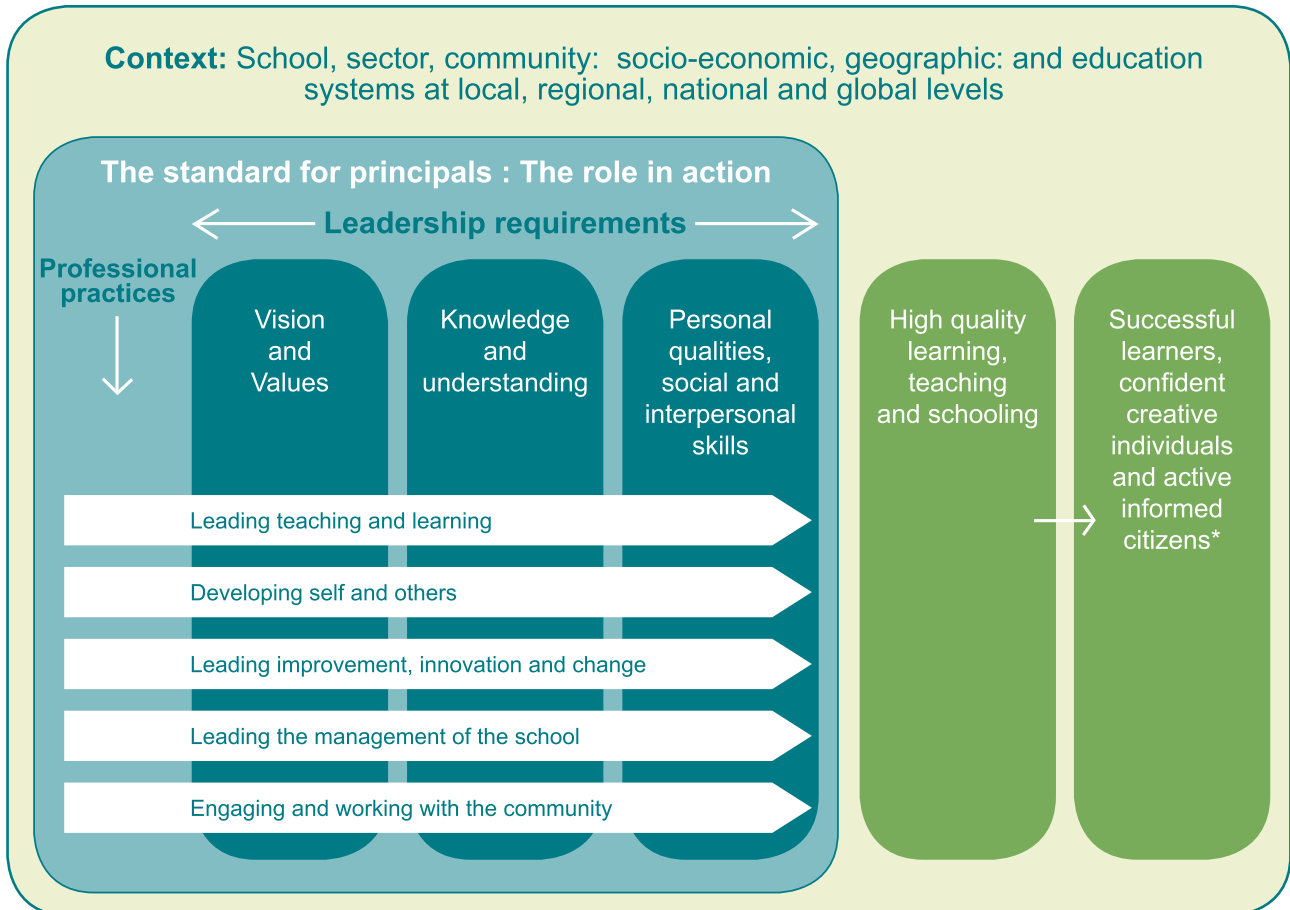 Context: School, sector, community:  socio-economic, geographic: and education
systems at local, regional, national and global levels
The standard for principals : The role in action
Leadership requirements
Professional
practices
Vision
and
Values
Knowledge
and
understanding
Personal
qualities,
social and
interpersonal
skills
High quality
learning,
teaching
and schooling
Successful
learners,
confident
creative
individuals
and active
informed
citizens*
Leading teaching and learning
Developing self and others
Leading improvement, innovation and change
Leading the management of the school
Engaging and working with the community